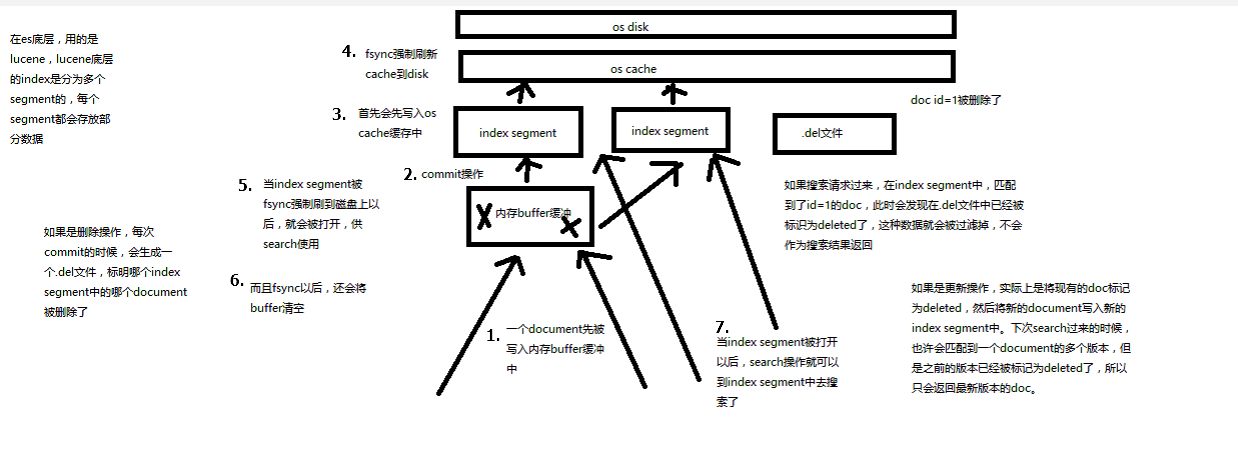 os disk
在es底层，用的是
lucene，lucene底层
的index是分为多个
segment的，每个
segment都会存放部
分数据
4.
fsync强制刷新
cache到disk
os cache
doc id=1被删除了
3.
首先会先写入os
cache缓存中
index segment
index segment
.del文件
2.
commit操作
5.
当index segment被
fsync强制刷到磁盘上以
后，就会被打开，供
search使用
内存buffer缓冲
如果搜索请求过来，在index segment中，匹配
到了id=1的doc，此时会发现在.del文件中已经被
标识为deleted了，这种数据就会被过滤掉，不会
作为搜索结果返回
如果是删除操作，每次
commit的时候，会生成一
个.del文件，标明哪个index
segment中的哪个document
被删除了
6.
而且fsync以后，还会将
buffer清空
如果是更新操作，实际上是将现有的doc标记
为deleted，然后将新的document写入新的
index segment中。下次search过来的时候，
也许会匹配到一个document的多个版本，但
是之前的版本已经被标记为deleted了，所以
只会返回最新版本的doc。
1.
一个document先被
写入内存buffer缓冲
中
7.
当index segment被打开
以后，search操作就可以
到index segment中去搜
索了